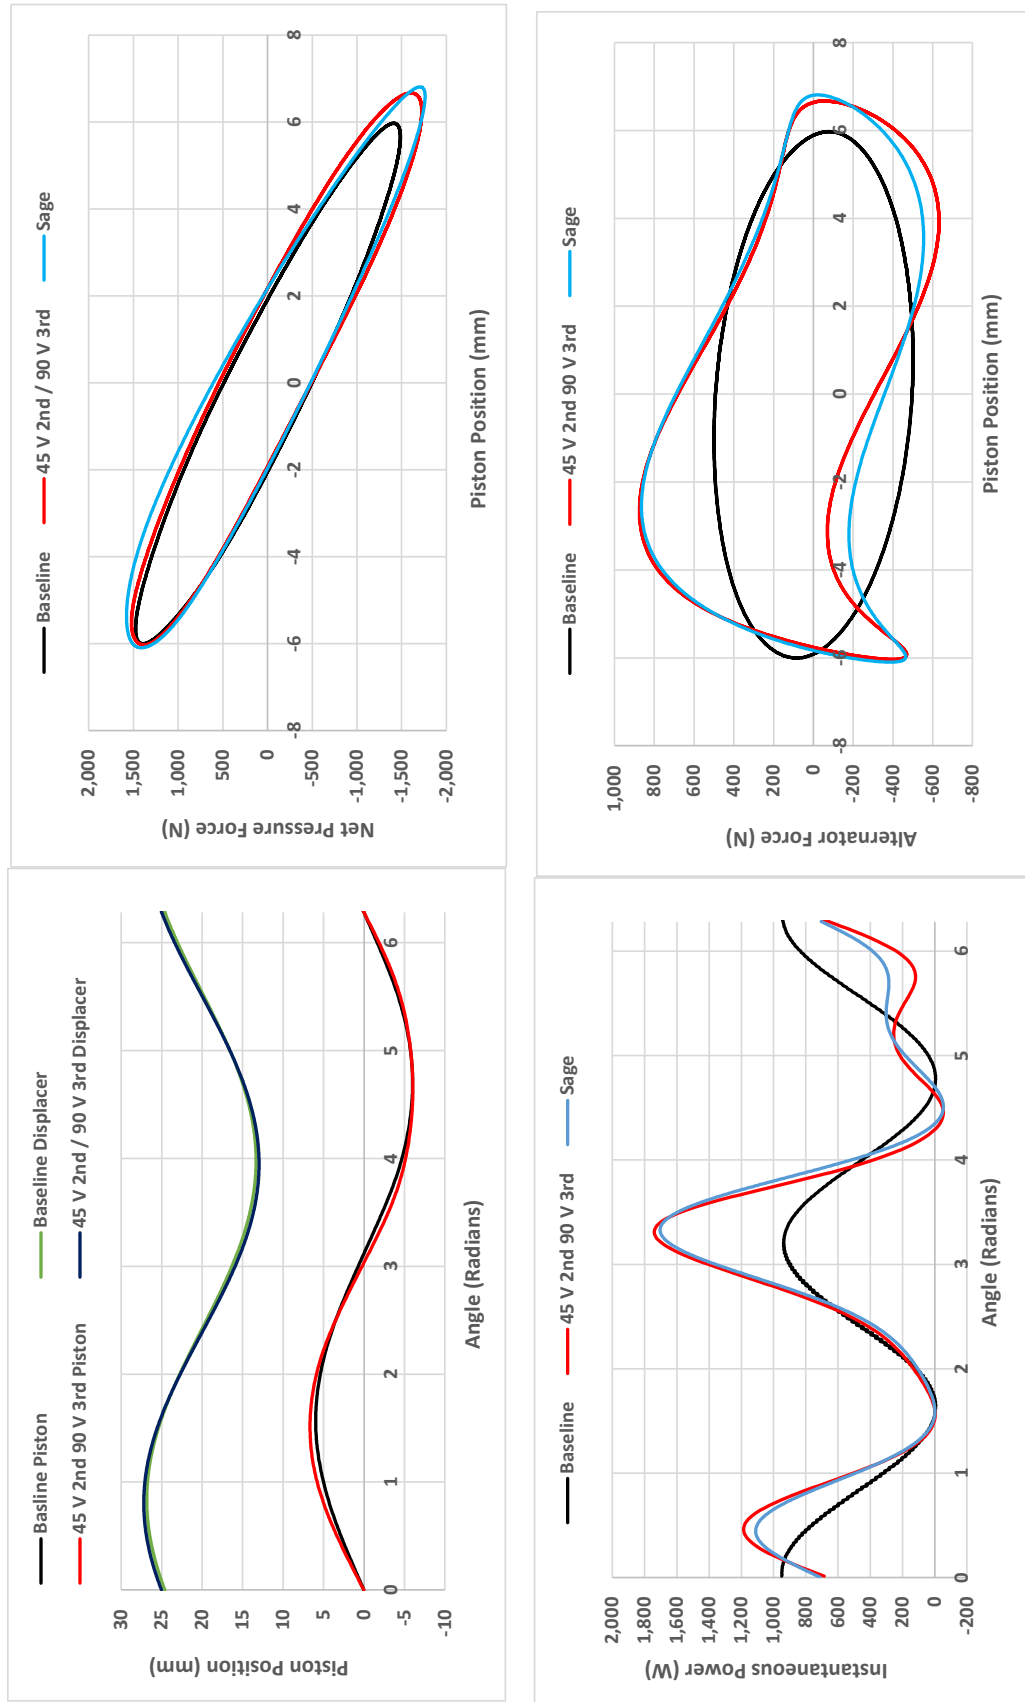 Basline Piston Baseline Displacer
45 V 2nd 90 V 3rd Piston 45 V 2nd / 90 V 3rd Displacer
Piston Position (mm)
30
25
20
15
10
5
0
-5
-10
0 1 2 3 4 5 6
Angle (Radians)
Baseline 45 V 2nd / 90 V 3rd Sage
Net Pressure Force (N)
2,000
1,500
1,000
500
0
-500
-1,000
-1,500
-2,000
-8 -6 -4 -2 0 2 4 6 8
Piston Position (mm)
Baseline 45 V 2nd 90 V 3rd Sage
Instantaneous Power (W)
2,000
1,800
1,600
1,400
1,200
1,000
800
600
400
200
0
-200
0 1 2 3 4 5 6
Angle (Radians)
Baseline 45 V 2nd 90 V 3rd Sage
Alternator Force (N)
1,000
800
600
400
200
0
-200
-400
-600
-800
-8 -6 -4 -2 0 2 4 6 8
Piston Position (mm)